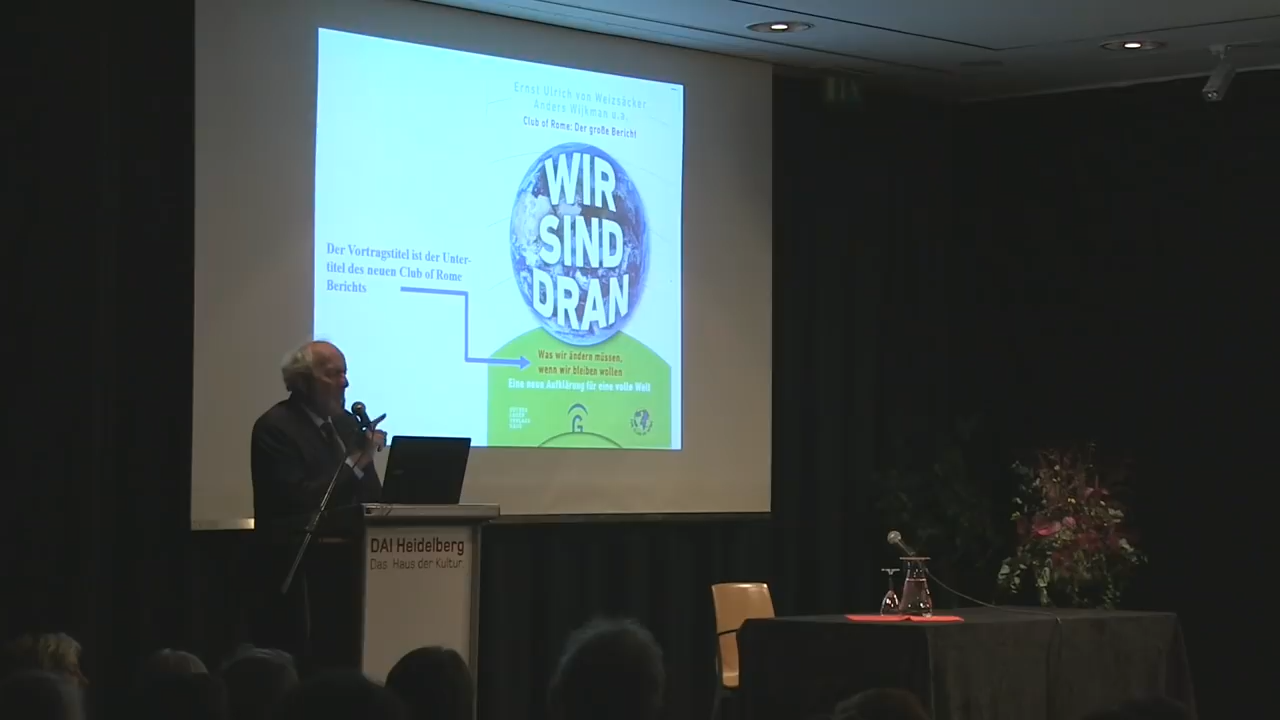 Ernst Ulrich von Weizsäcker
Anders Wijkman u.a.
Club of Rome: Der große Bericht
WIR
SIND
DRAN
Der Vortragstitel ist der Unter-
titel des neuen Club of Rome
Berichts
Was wir ändern müssen,
wenn wir bleiben wollen
Eine neue Aufklärung für eine volle Welt
G
DAI Heidelberg
Das Haus der Kultur.